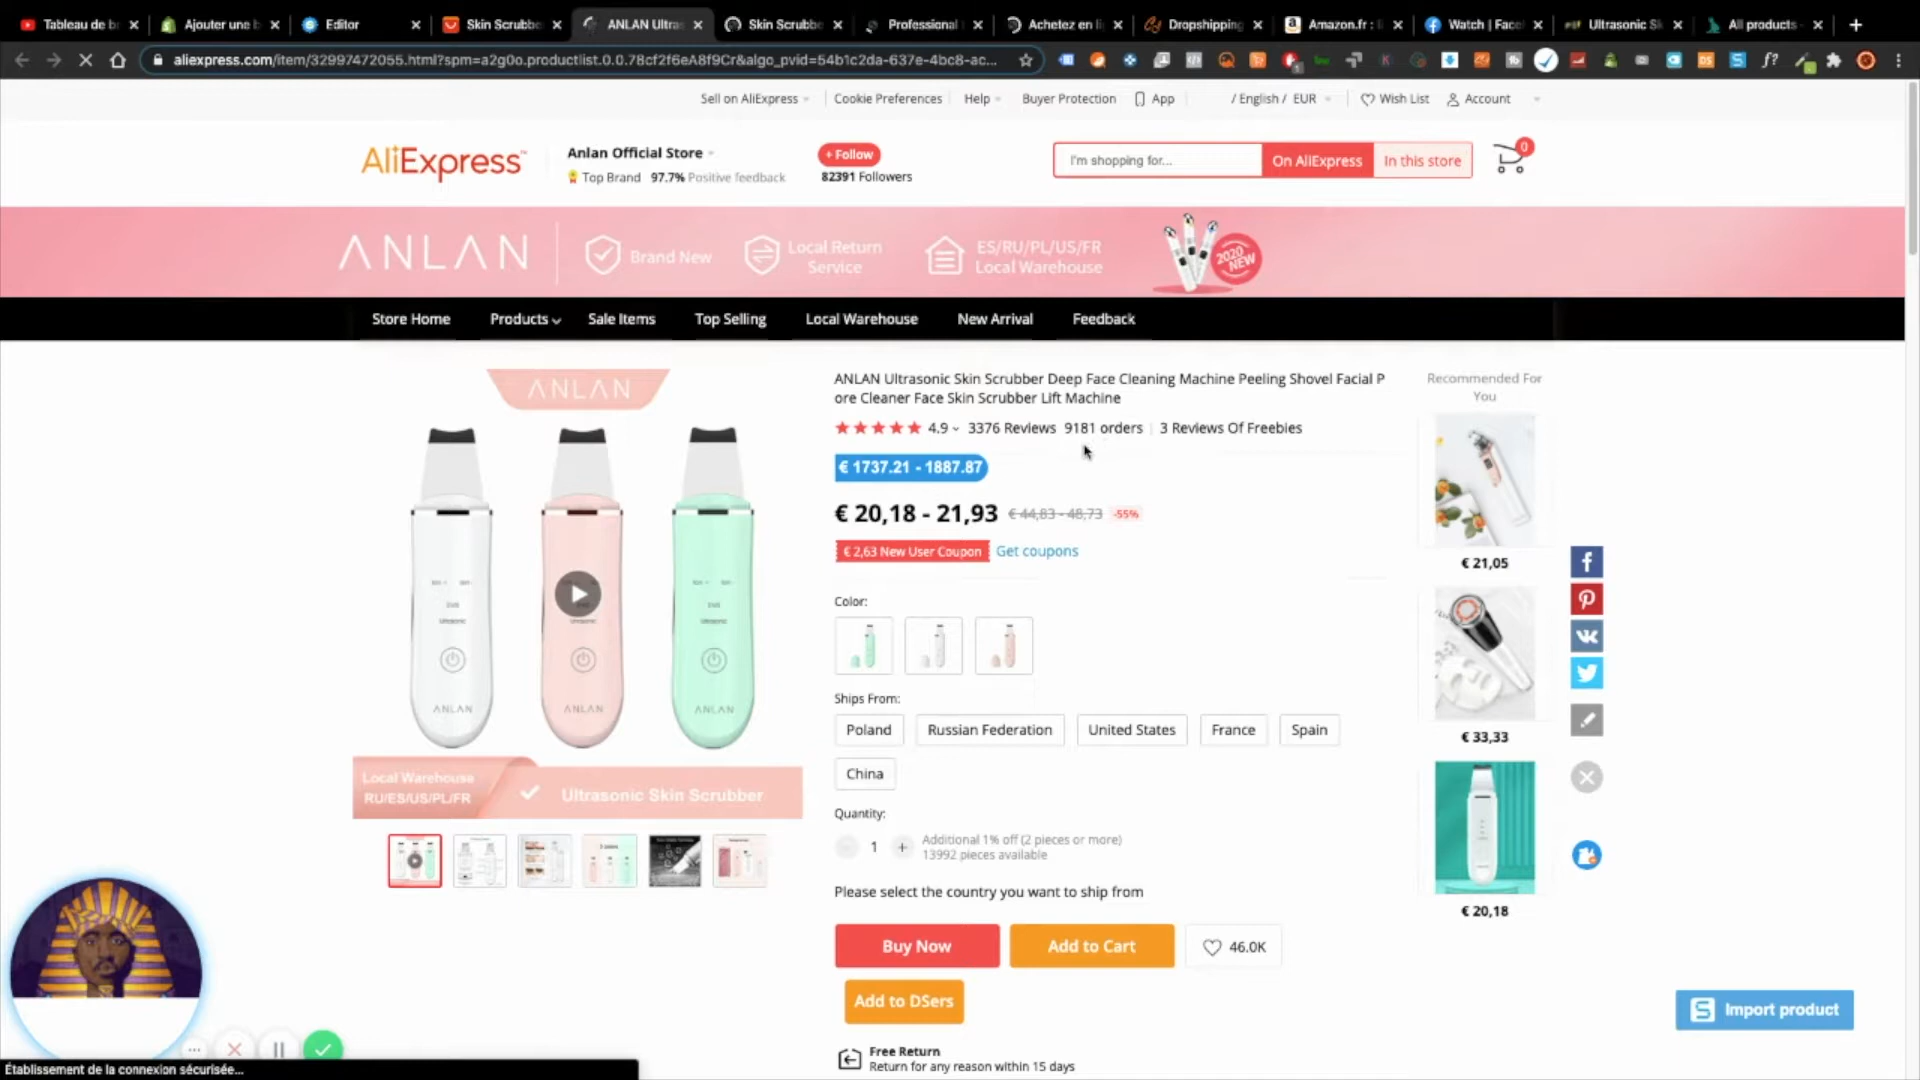 Tableau de b
Ajouter une b
Editor
Skin Scrubbe
ANLAN Ultras
Skin Scrubbe
Professional
Achetez en li
Dropshipping
Amazon.fr :
Watch | Face
Ultrasonic Sk
All products
aliexpress.com/item/32997472055.html?spm=a2g0o.productlist.0.0.78cf2f6eA8f9Cr&algo_pvid=54b1c2da-637e-4bc8-ac...
Sell on AliExpress
Cookie Preferences
Help
Buyer Protection
App
/ English / EUR
Wish List
Account
AliExpress
Anlan Official Store
Top Brand 97.7% Positive feedback
+ Follow
82391 Followers
I'm shopping for...
On AliExpress
In this store
0
ANLAN
Brand New
Local Return
Service
ES/RU/PL/US/FR
Local Warehouse
2020
NEW
Store Home
Products
Sale Items
Top Selling
Local Warehouse
New Arrival
Feedback
ANLAN
ANLAN Ultrasonic Skin Scrubber Deep Face Cleaning Machine Peeling Shovel Facial P
ore Cleaner Face Skin Scrubber Lift Machine
4.9 3376 Reviews 9181 orders 3 Reviews Of Freebies
€ 1737.21 - 1887.87
€ 20,18 - 21,93 € 44,83 - 48,73 -55%
€ 2,63 New User Coupon Get coupons
Color:
Ships From:
Poland
Russian Federation
United States
France
Spain
China
Quantity:
1
Additional 1% off (2 pieces or more)
13992 pieces available
Please select the country you want to ship from
Buy Now
Add to Cart
46.0K
Add to DSers
Free Return
Return for any reason within 15 days
ANLAN
ANLAN
ANLAN
Local Warehouse
RU/ES/US/PL/FR
Ultrasonic Skin Scrubber
Recommended For
You
€ 21,05
€ 33,33
€ 20,18
Import product
Établissement de la connexion sécurisée...